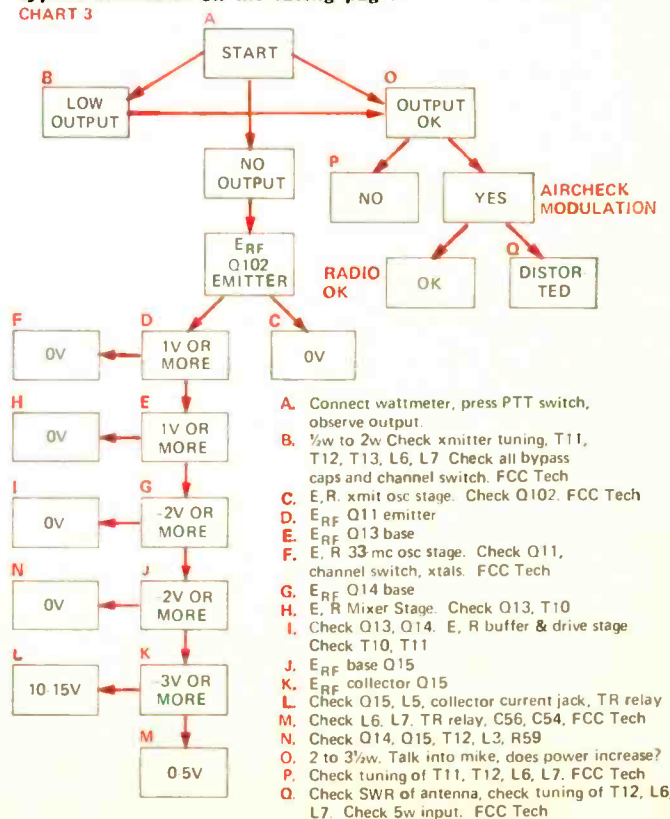 CHART 3
A
START
B
LOW
OUTPUT
O
OUTPUT
OK
NO
OUTPUT
P
NO
YES
AIRCHECK
MODULATION
ERF
Q102
EMITTER
RADIO
OK
OK
Q
DISTOR
TED
F
0V
D
1V OR
MORE
C
0V
H
0V
E
1V OR
MORE
I
0V
G
-2V OR
MORE
N
0V
J
-2V OR
MORE
L
10-15V
K
-3V OR
MORE
M
0-5V
A. Connect wattmeter, press PTT switch,
observe output.
B. ½w to 2w Check xmitter tuning, T11,
T12, T13, L6, L7 Check all bypass
caps and channel switch. FCC Tech
C. E, R. xmit osc stage. Check Q102. FCC Tech
D. ERF Q11 emitter
E. ERF Q13 base
F. E, R 33 mc osc stage. Check Q11,
channel switch, xtals. FCC Tech
G. ERF Q14 base
H. E, R Mixer Stage. Check Q13, T10
I. Check Q13, Q14. E, R buffer & drive stage
Check T10, T11
J. ERF base Q15
K. ERF collector Q15
L. Check Q15, L5, collector current jack, TR relay
M. Check L6, L7. TR relay, C56, C54, FCC Tech
N. Check Q14, Q15, T12, L3, R59
O. 2 to 3½w. Talk into mike, does power increase?
P. Check tuning of T11, T12, L6, L7. FCC Tech
Q. Check SWR of antenna, check tuning of T12, L6,
L7. Check 5w input. FCC Tech